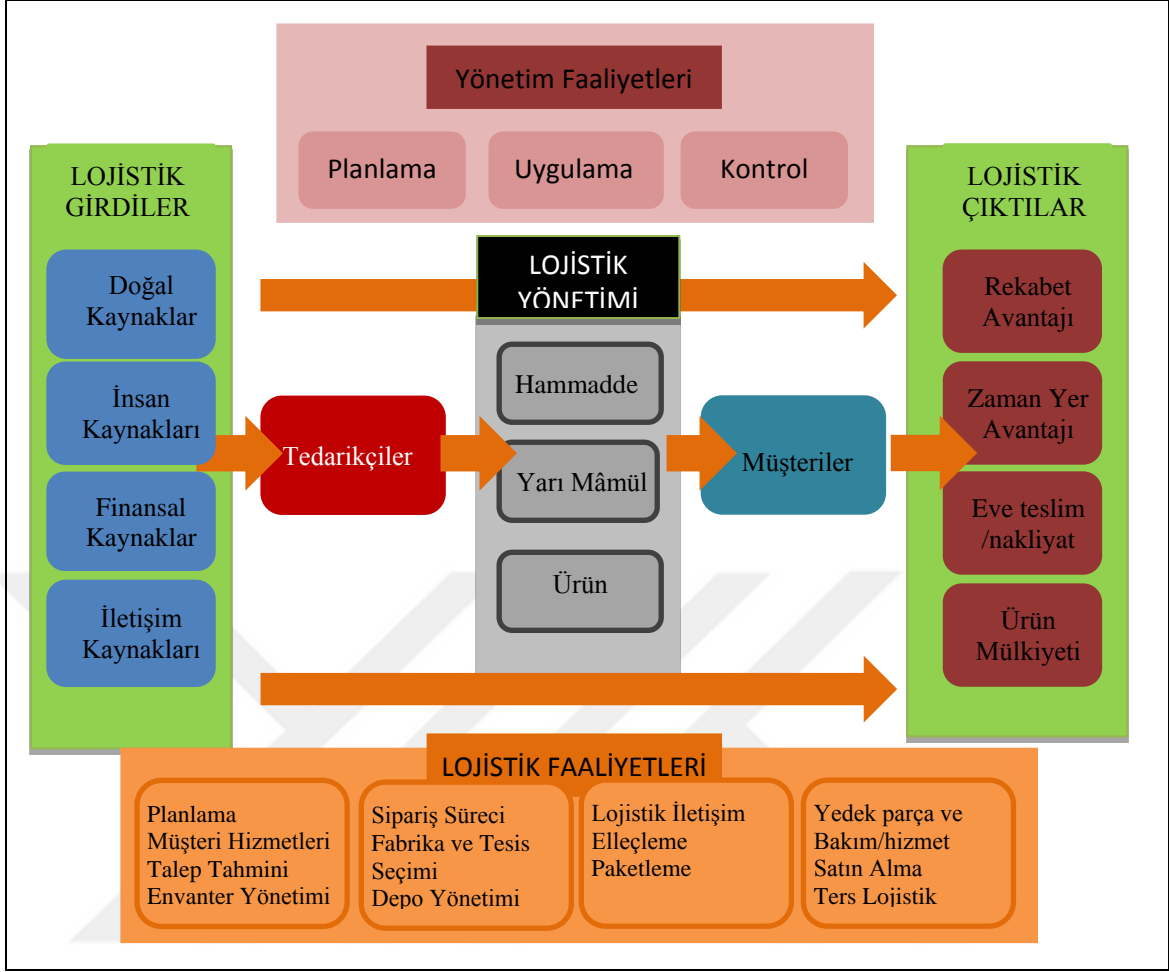 Yönetim Faaliyetleri
Planlama
Uygulama
Kontrol
LOJİSTİK
GİRDİLER
Doğal
Kaynaklar
İnsan
Kaynakları
Finansal
Kaynaklar
İletişim
Kaynakları
Tedarikçiler
LOJİSTİK
YÖNETİMİ
Hammadde
Yarı Mâmül
Ürün
Müşteriler
LOJİSTİK
ÇIKTILAR
Rekabet
Avantajı
Zaman Yer
Avantajı
Eve teslim
/nakliyat
Ürün
Mülkiyeti
LOJİSTİK FAALİYETLERİ
Planlama
Müşteri Hizmetleri
Talep Tahmini
Envanter Yönetimi
Sipariş Süreci
Fabrika ve Tesis
Seçimi
Depo Yönetimi
Lojistik İletişim
Elleçleme
Paketleme
Yedek parça ve
Bakım/hizmet
Satın Alma
Ters Lojistik